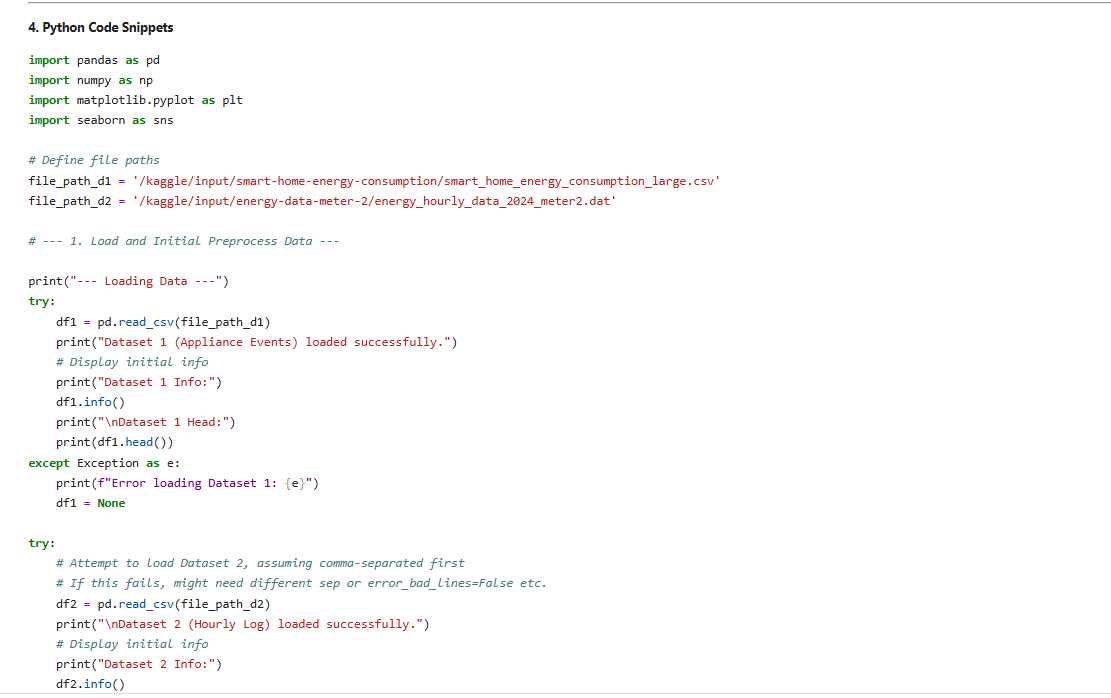 4. Python Code Snippets
import pandas as pd
import numpy as np
import matplotlib.pyplot as plt
import seaborn as sns
# Define file paths
file_path_d1 = '/kaggle/input/smart-home-energy-consumption/smart_home_energy_consumption_large.csv'
file_path_d2 = '/kaggle/input/energy-data-meter-2/energy_hourly_data_2024_meter2.dat'
# --- 1. Load and Initial Preprocess Data ---
print("--- Loading Data ---")
try:
    df1 = pd.read_csv(file_path_d1)
    print("Dataset 1 (Appliance Events) loaded successfully.")
    # Display initial info
    print("Dataset 1 Info:")
    df1.info()
    print("\nDataset 1 Head:")
    print(df1.head())
except Exception as e:
    print(f"Error loading Dataset 1: {e}")
    df1 = None
try:
    # Attempt to load Dataset 2, assuming comma-separated first
    # If this fails, might need different sep or error_bad_lines=False etc.
    df2 = pd.read_csv(file_path_d2)
    print("\nDataset 2 (Hourly Log) loaded successfully.")
    # Display initial info
    print("Dataset 2 Info:")
    df2.info()